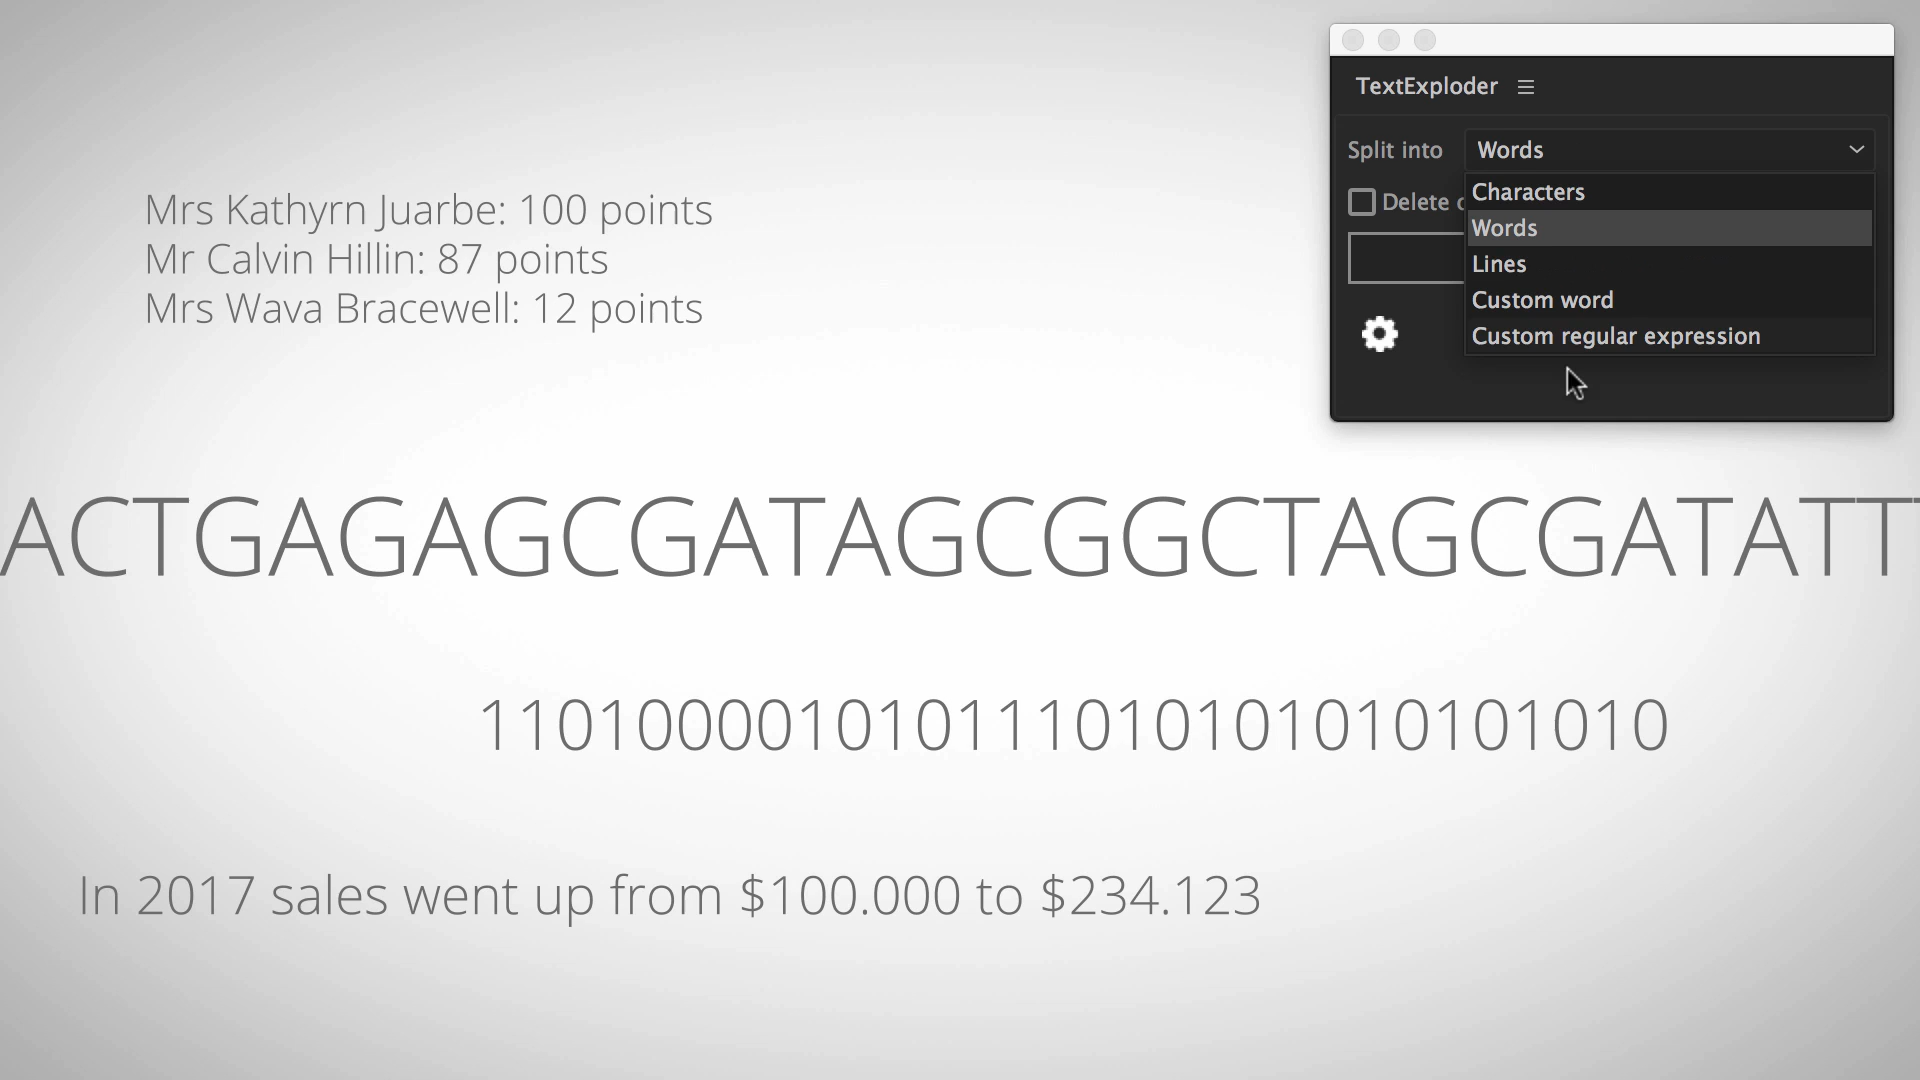 TextExploder
Split into
Words
Delete
Characters
Words
Lines
Custom word
Custom regular expression
Mrs Kathyrn Juarbe: 100 points
Mr Calvin Hillin: 87 points
Mrs Wava Bracewell: 12 points
ACTGAGAGCGATAGCGGCTAGCGATATT
110100001010111010101010101010
In 2017 sales went up from $100.000 to $234.123